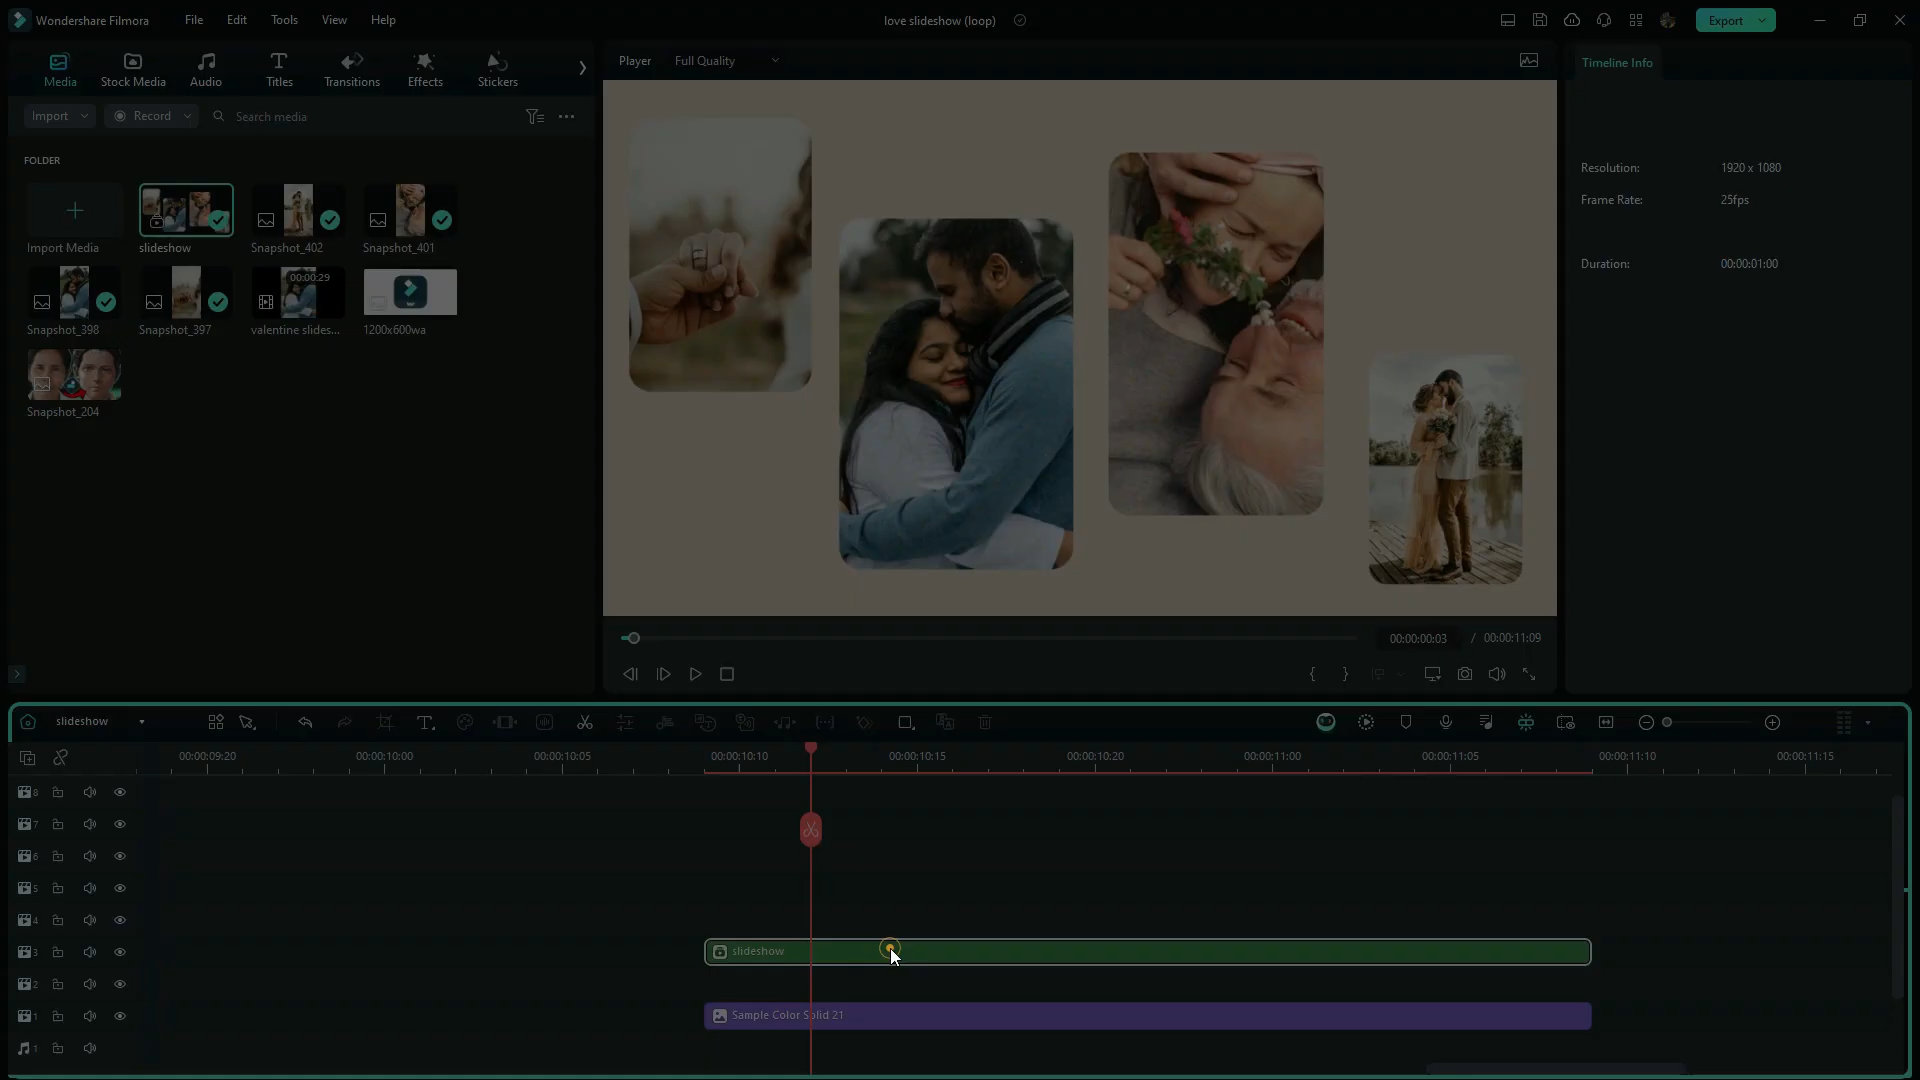 Wondershare Filmora
File
Edit
Tools
View
Help
love slideshow (loop)
Export
Media
Stock Media
Audio
Titles
Transitions
Effects
Stickers
Player
Full Quality
Timeline Info
Import
Record
Search media
FOLDER
Import Media
slideshow
Snapshot_402
Snapshot_401
00:00:29
Snapshot_398
Snapshot_397
valentine slides...
1200x600wa
Snapshot_204
Resolution:
1920 x 1080
Frame Rate:
25fps
Duration:
00:00:01:00
00:00:00:03
/ 00:00:11:09
slideshow
00:00:09:20
00:00:10:00
00:00:10:05
00:00:10:10
00:00:10:15
00:00:10:20
00:00:11:00
00:00:11:05
00:00:11:10
00:00:11:15
8
7
6
5
4
3
slideshow
2
1
Sample Color Solid 21
1